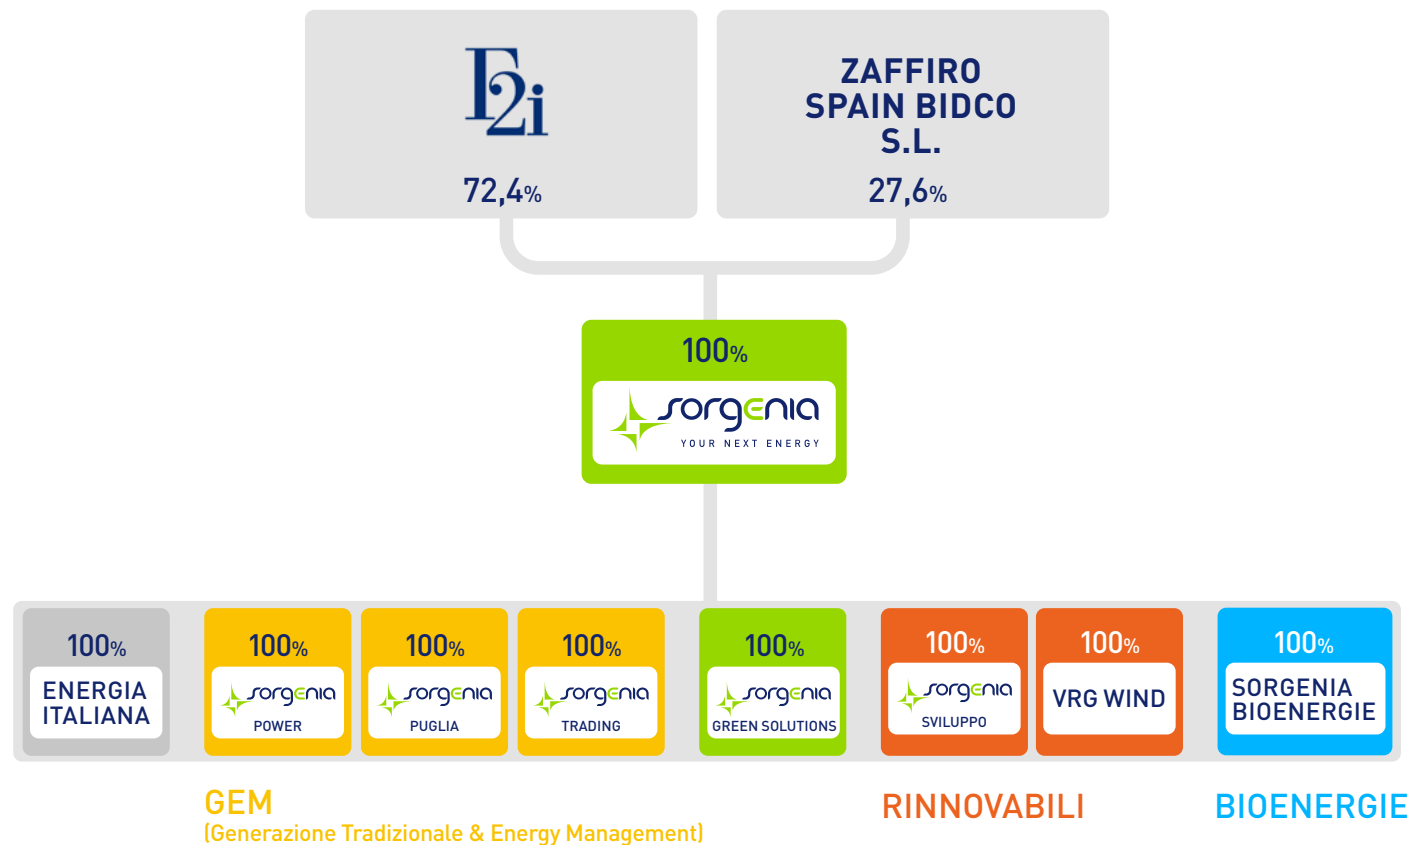 F2i
72,4%
ZAFFIRO
SPAIN BIDCO
S.L.
27,6%
100%
sorgenia
YOUR NEXT ENERGY
100%
ENERGIA
ITALIANA
100%
sorgenia
POWER
100%
sorgenia
PUGLIA
100%
sorgenia
TRADING
100%
sorgenia
GREEN SOLUTIONS
100%
sorgenia
SVILUPPO
100%
VRG WIND
100%
SORGENIA
BIOENERGIE
GEM
(Generazione Tradizionale & Energy Management)
RINNOVABILI
BIOENERGIE